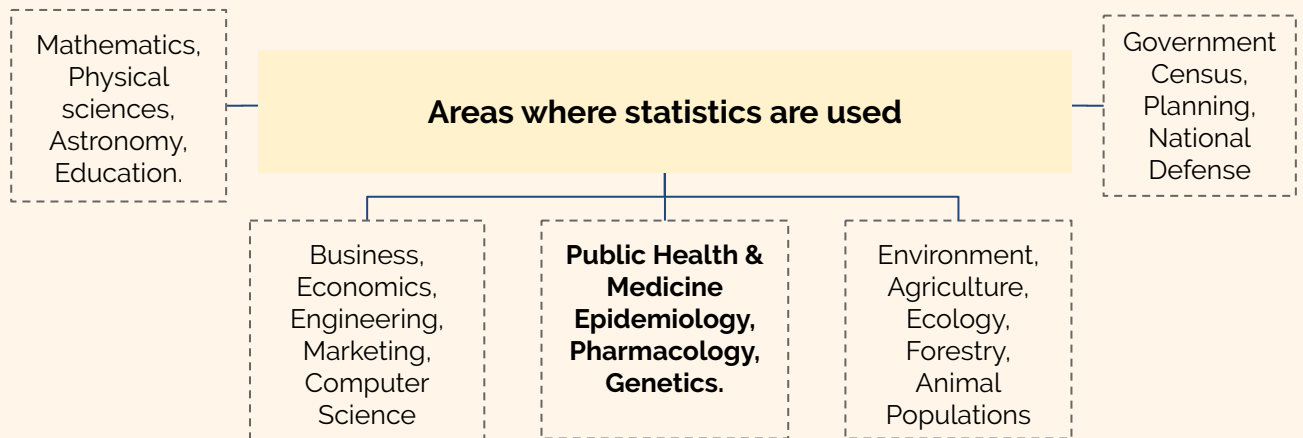 Mathematics,
Physical
sciences,
Astronomy,
Education.
Areas where statistics are used
Government
Census,
Planning,
National
Defense
Business,
Economics,
Engineering,
Marketing,
Computer
Science
Public Health &
Medicine
Epidemiology,
Pharmacology,
Genetics.
Environment,
Agriculture,
Ecology,
Forestry,
Animal
Populations